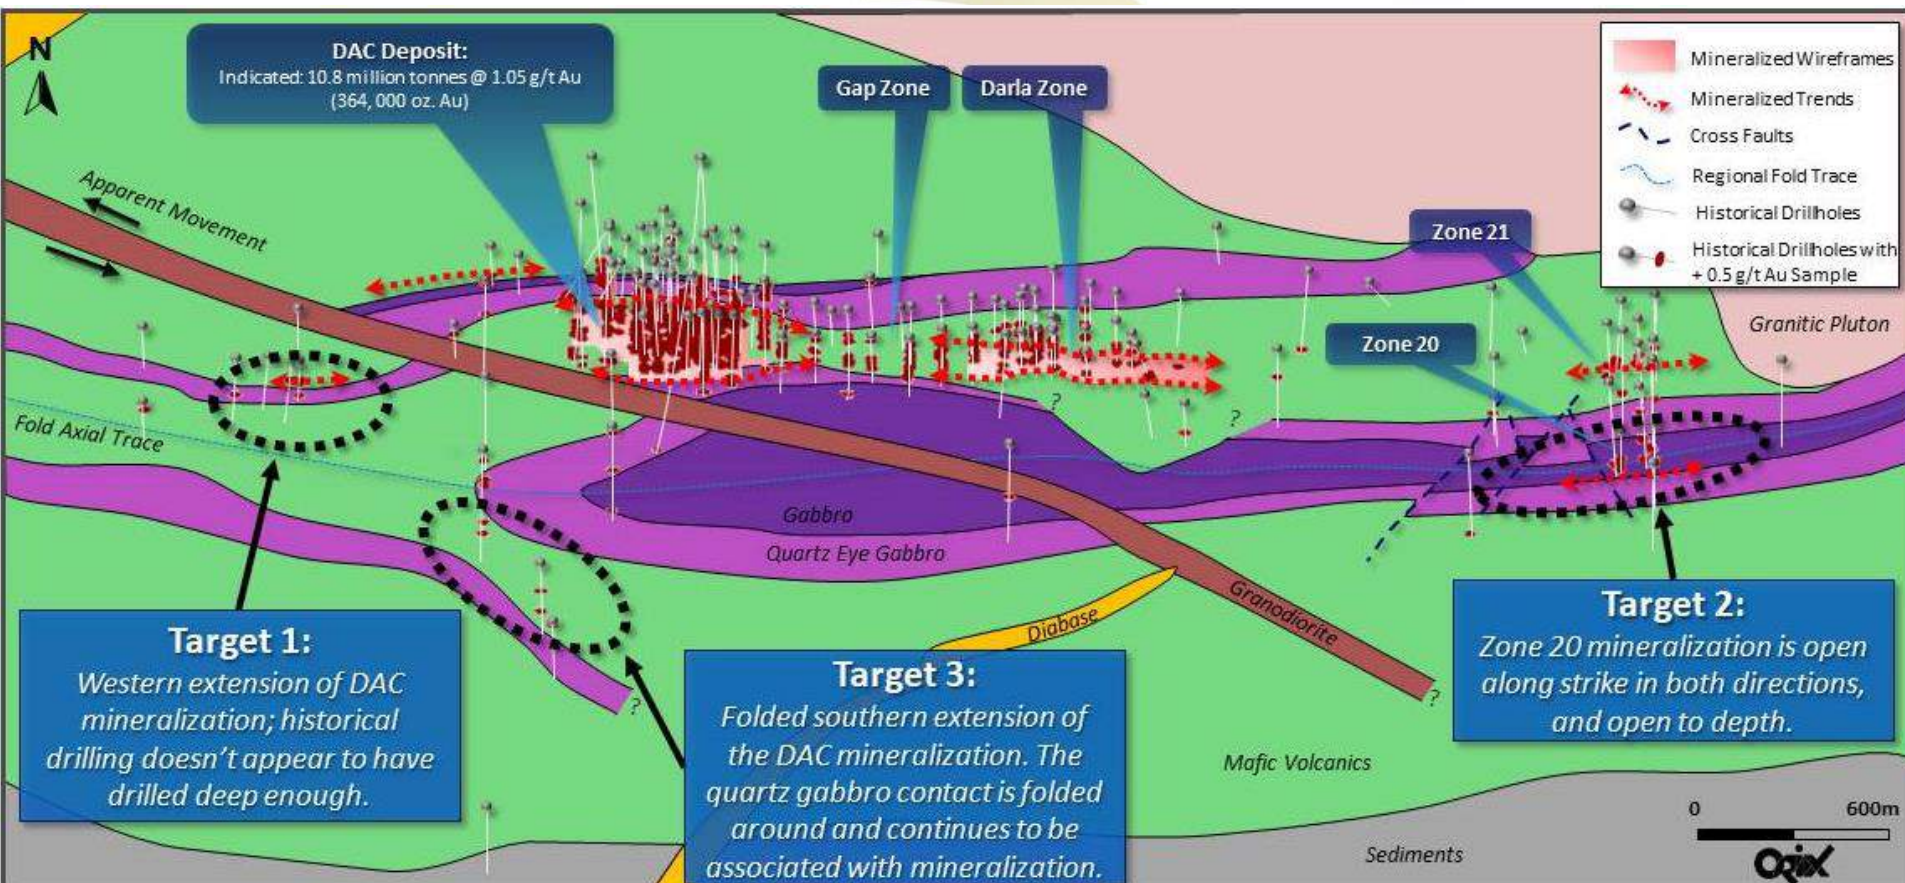 N
DAC Deposit:
Indicated: 10.8 million tonnes @ 1.05 g/t Au
(364, 000 oz. Au)
Gap Zone
Darla Zone
Mineralized Wireframes
Mineralized Trends
Cross Faults
Regional Fold Trace
Historical Drillholes
Historical Drillholes with
+ 0.5 g/t Au Sample
Apparent Movement
Zone 21
Zone 20
Granitic Pluton
?
?
Fold Axial Trace
Gabbro
Quartz Eye Gabbro
Diabase
Granodiorite
?
?
Target 1:
Western extension of DAC
mineralization; historical
drilling doesn't appear to have
drilled deep enough.
Target 3:
Folded southern extension of
the DAC mineralization. The
quartz gabbro contact is folded
around and continues to be
associated with mineralization.
Target 2:
Zone 20 mineralization is open
along strike in both directions,
and open to depth.
Mafic Volcanics
Sediments
0 600m